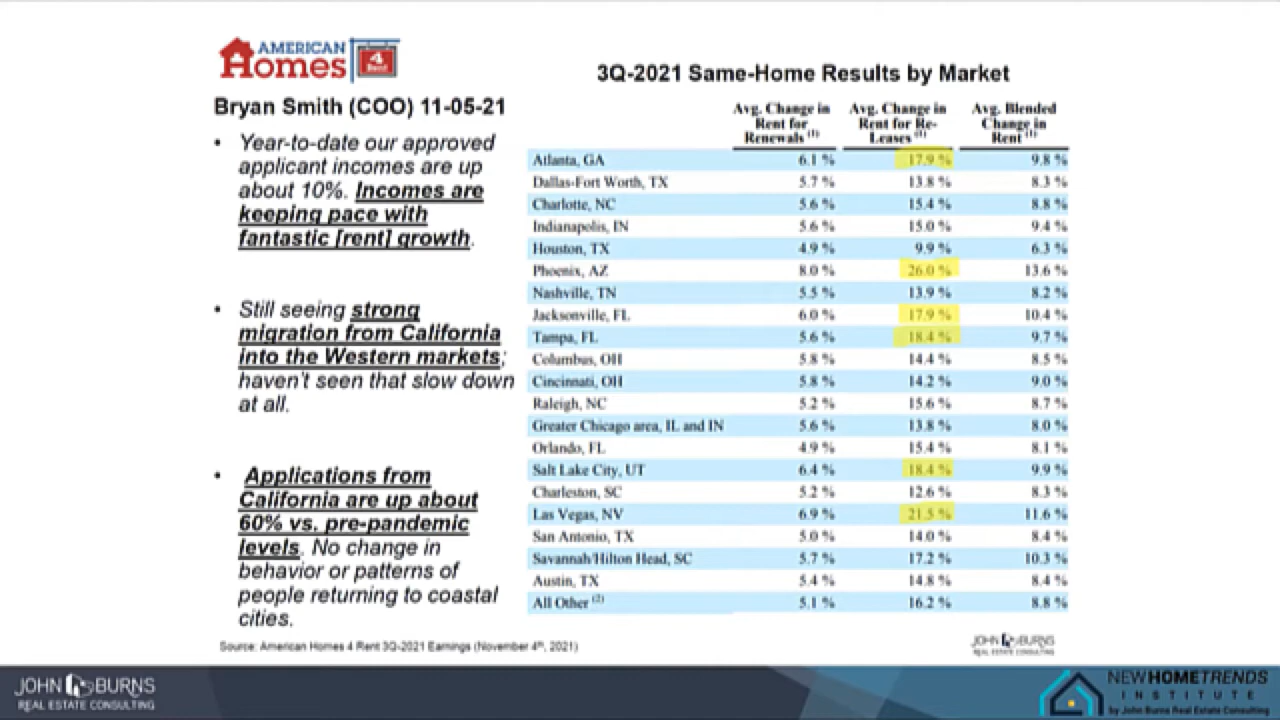 AMERICAN
Homes 4
Rent
3Q-2021 Same-Home Results by Market
Bryan Smith (COO) 11-05-21
• Year-to-date our approved
applicant incomes are up
about 10%. Incomes are
keeping pace with
fantastic [rent] growth.
• Still seeing strong
migration from California
into the Western markets;
haven't seen that slow down
at all.
• Applications from
California are up about
60% vs. pre-pandemic
levels. No change in
behavior or patterns of
people returning to coastal
cities.
Avg. Change in Rent for Renewals (1) Avg. Change in Rent for Re-Leases (1) Avg. Blended Change in Rent (1)
Atlanta, GA 6.1 % 17.9 % 9.8 %
Dallas-Fort Worth, TX 5.7 % 13.8 % 8.3 %
Charlotte, NC 5.6 % 15.4 % 8.8 %
Indianapolis, IN 5.6 % 15.0 % 9.4 %
Houston, TX 4.9 % 9.9 % 6.3 %
Phoenix, AZ 8.0 % 26.0 % 13.6 %
Nashville, TN 5.5 % 13.9 % 8.2 %
Jacksonville, FL 6.0 % 17.9 % 10.4 %
Tampa, FL 5.6 % 18.4 % 9.7 %
Columbus, OH 5.8 % 14.4 % 8.5 %
Cincinnati, OH 5.8 % 14.2 % 9.0 %
Raleigh, NC 5.2 % 15.6 % 8.7 %
Greater Chicago area, IL and IN 5.6 % 13.8 % 8.0 %
Orlando, FL 4.9 % 15.4 % 8.1 %
Salt Lake City, UT 6.4 % 18.4 % 9.9 %
Charleston, SC 5.2 % 12.6 % 8.3 %
Las Vegas, NV 6.9 % 21.5 % 11.6 %
San Antonio, TX 5.0 % 14.0 % 8.4 %
Savannah/Hilton Head, SC 5.7 % 17.2 % 10.3 %
Austin, TX 5.4 % 14.8 % 8.4 %
All Other (2) 5.1 % 16.2 % 8.8 %
Source: American Homes 4 Rent 3Q-2021 Earnings (November 4th, 2021)
JOHN BURNS
REAL ESTATE CONSULTING
JOHN BURNS
REAL ESTATE CONSULTING
NEWHOMETRENDS
INSTITUTE
by John Burns Real Estate Consulting